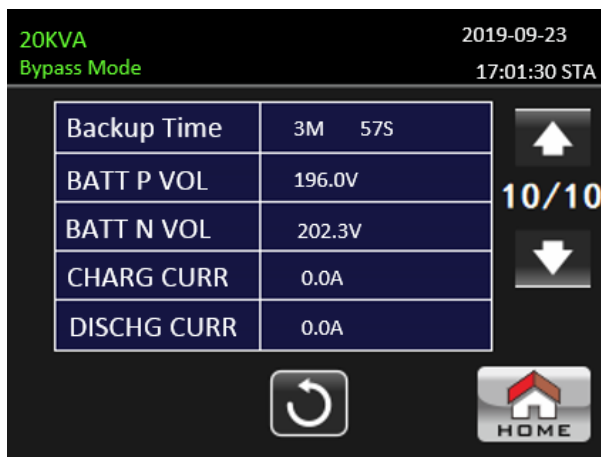 20KVA 2019-09-23
Bypass Mode 17:01:30 STA
Backup Time 3M 57S
BATT P VOL 196.0V
10/10
BATT N VOL 202.3V
CHARG CURR 0.0A
DISCHG CURR 0.0A
HOME